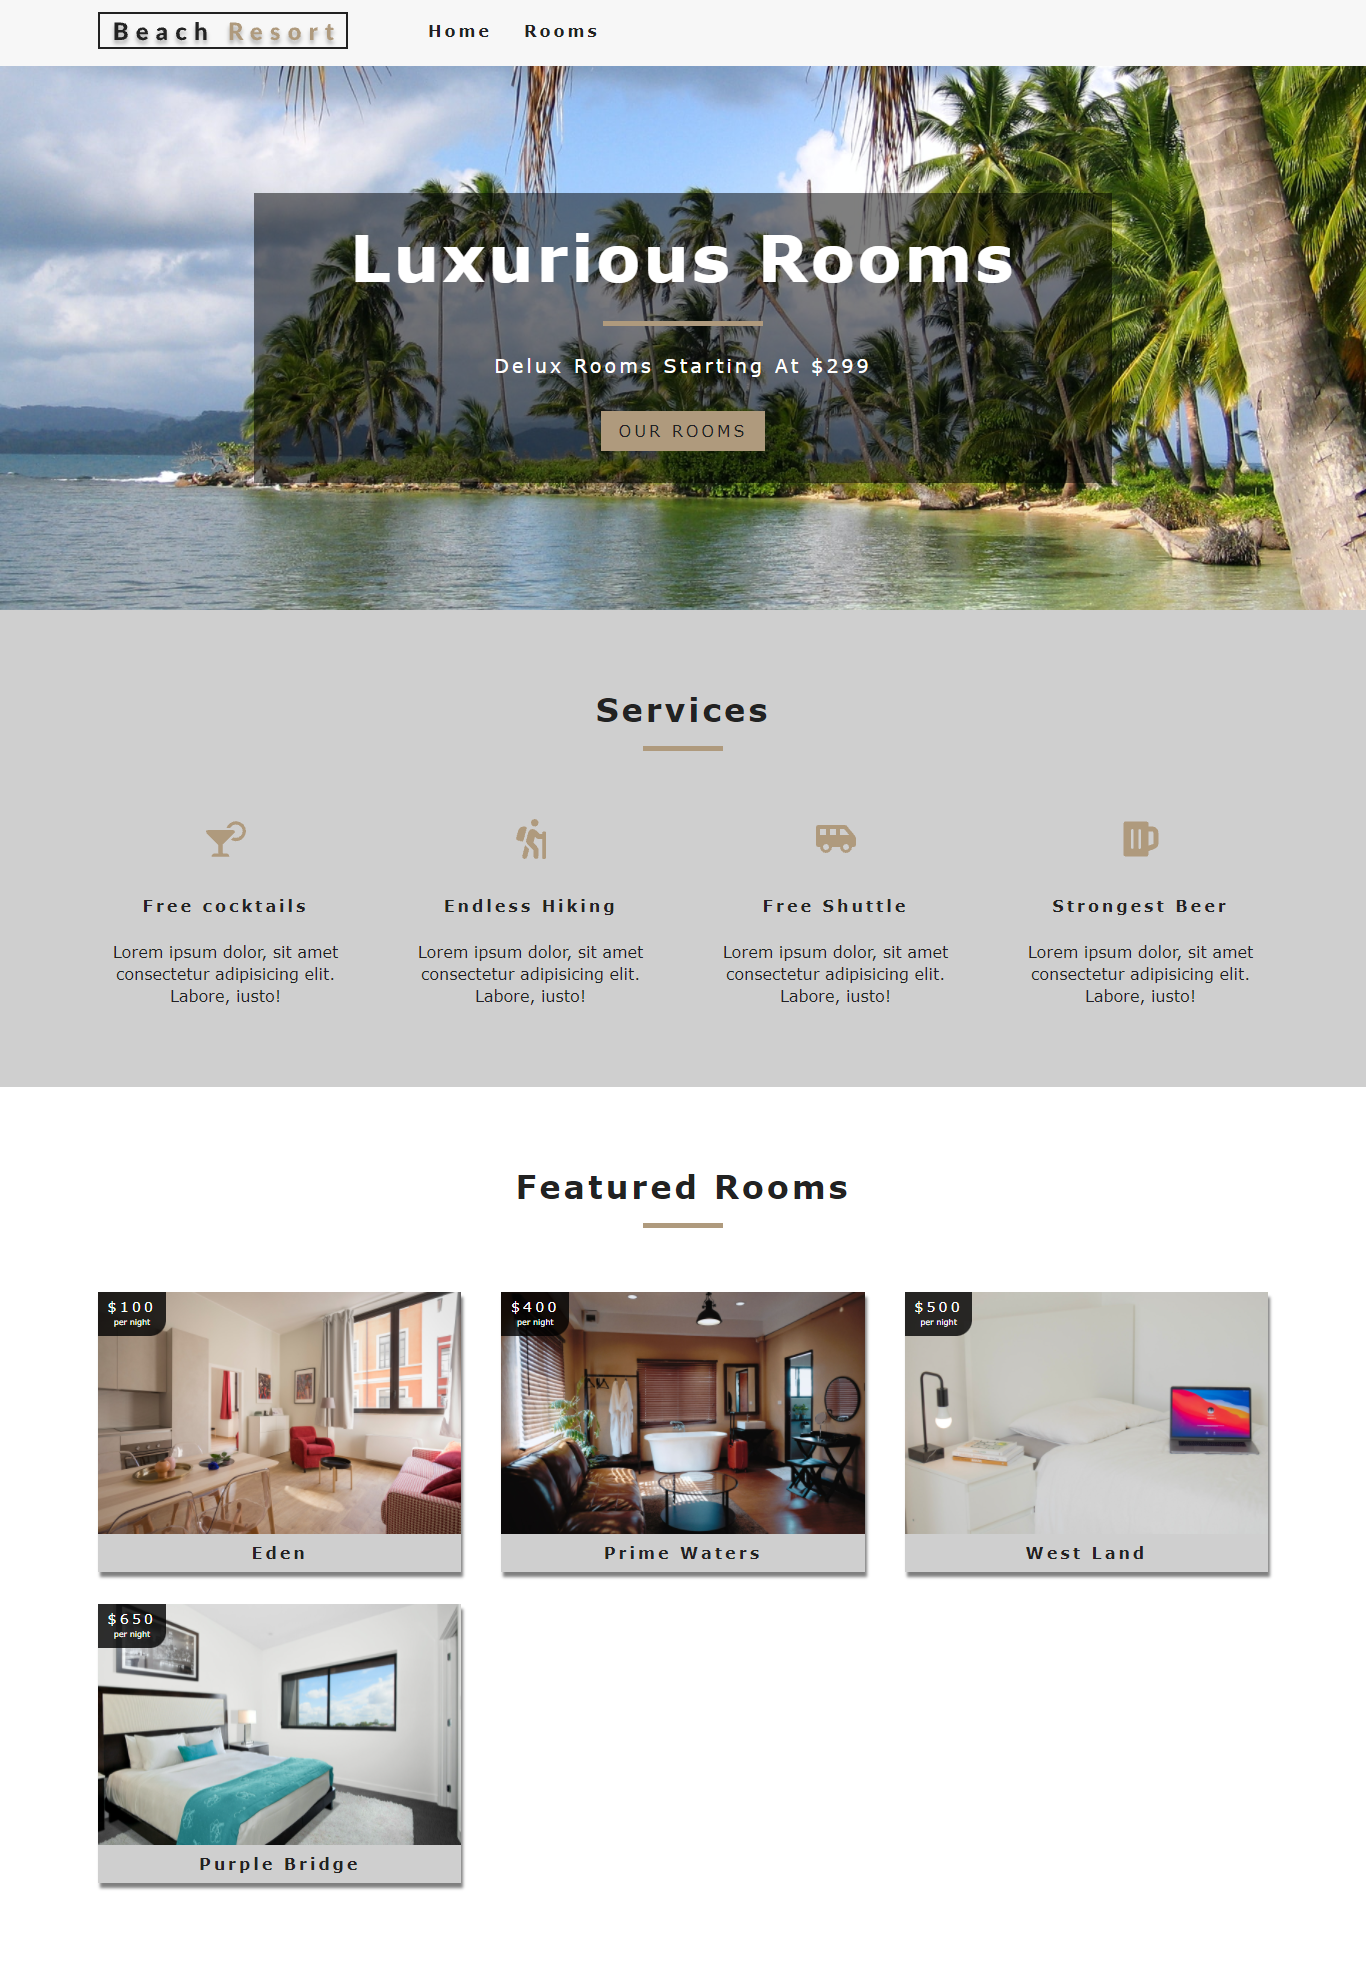 Beach Resort
Home
Rooms
Luxurious Rooms
Delux Rooms Starting At $299
OUR ROOMS
Services
Free cocktails
Lorem ipsum dolor, sit amet
consectetur adipisicing elit.
Labore, iusto!
Endless Hiking
Lorem ipsum dolor, sit amet
consectetur adipisicing elit.
Labore, iusto!
Free Shuttle
Lorem ipsum dolor, sit amet
consectetur adipisicing elit.
Labore, iusto!
Strongest Beer
Lorem ipsum dolor, sit amet
consectetur adipisicing elit.
Labore, iusto!
Featured Rooms
$100
per night
Eden
$400
per night
Prime Waters
$500
per night
West Land
$650
per night
Purple Bridge